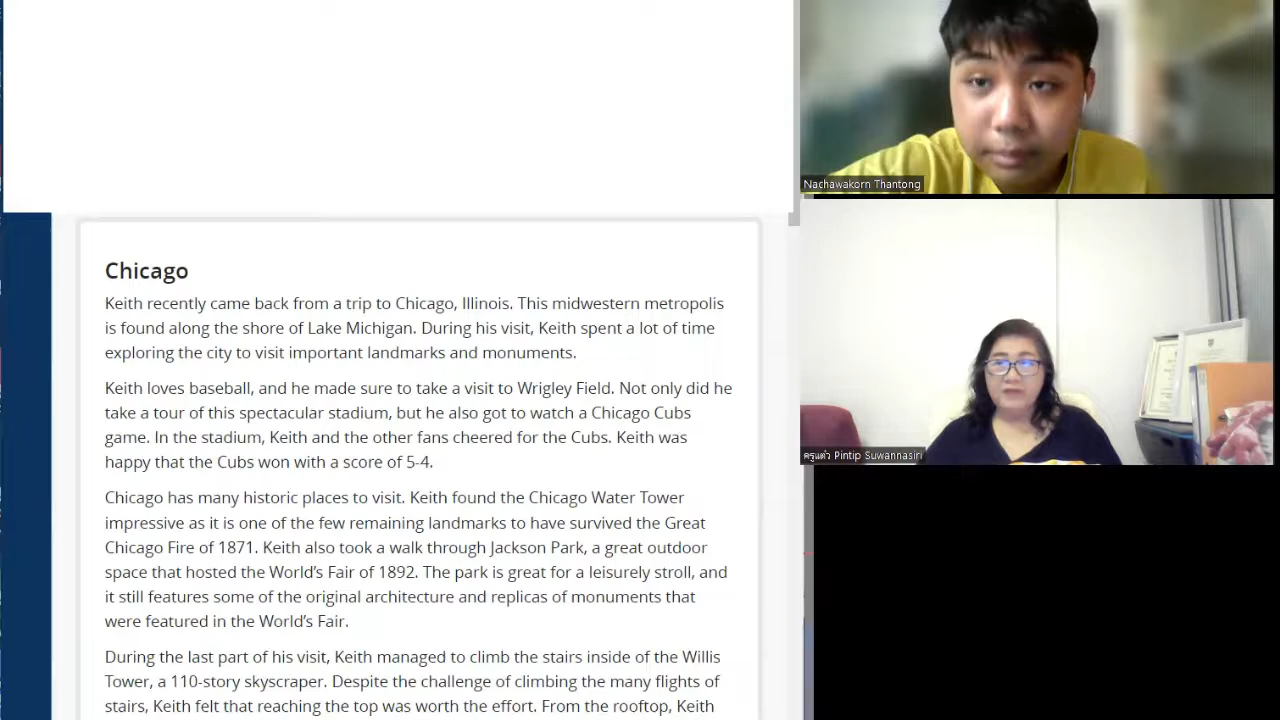 Chicago
Keith recently came back from a trip to Chicago, Illinois. This midwestern metropolis
is found along the shore of Lake Michigan. During his visit, Keith spent a lot of time
exploring the city to visit important landmarks and monuments.
Keith loves baseball, and he made sure to take a visit to Wrigley Field. Not only did he
take a tour of this spectacular stadium, but he also got to watch a Chicago Cubs
game. In the stadium, Keith and the other fans cheered for the Cubs. Keith was
happy that the Cubs won with a score of 5-4.
Chicago has many historic places to visit. Keith found the Chicago Water Tower
impressive as it is one of the few remaining landmarks to have survived the Great
Chicago Fire of 1871. Keith also took a walk through Jackson Park, a great outdoor
space that hosted the World’s Fair of 1892. The park is great for a leisurely stroll, and
it still features some of the original architecture and replicas of monuments that
were featured in the World’s Fair.
During the last part of his visit, Keith managed to climb the stairs inside of the Willis
Tower, a 110-story skyscraper. Despite the challenge of climbing the many flights of
stairs, Keith felt that reaching the top was worth the effort. From the rooftop, Keith
Nachawakorn Thantong
ครูแต๋ว Pintip Suwannasiri